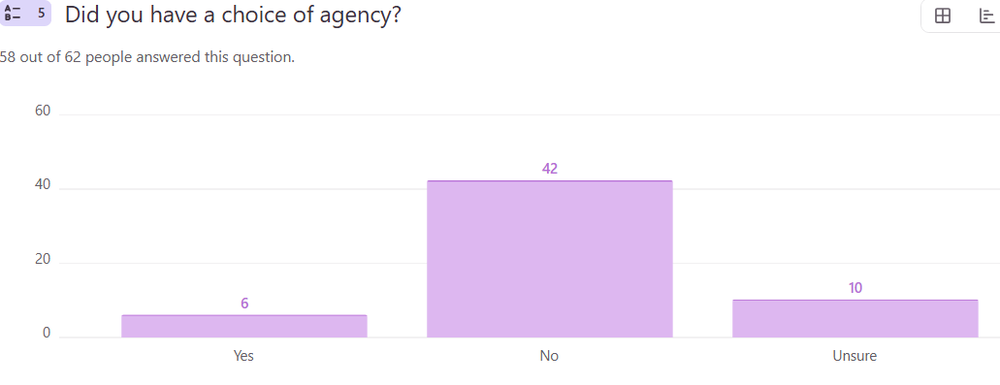 A
B
5
Did you have a choice of agency?
58 out of 62 people answered this question.
60
40
20
0
6
42
10
Yes
No
Unsure